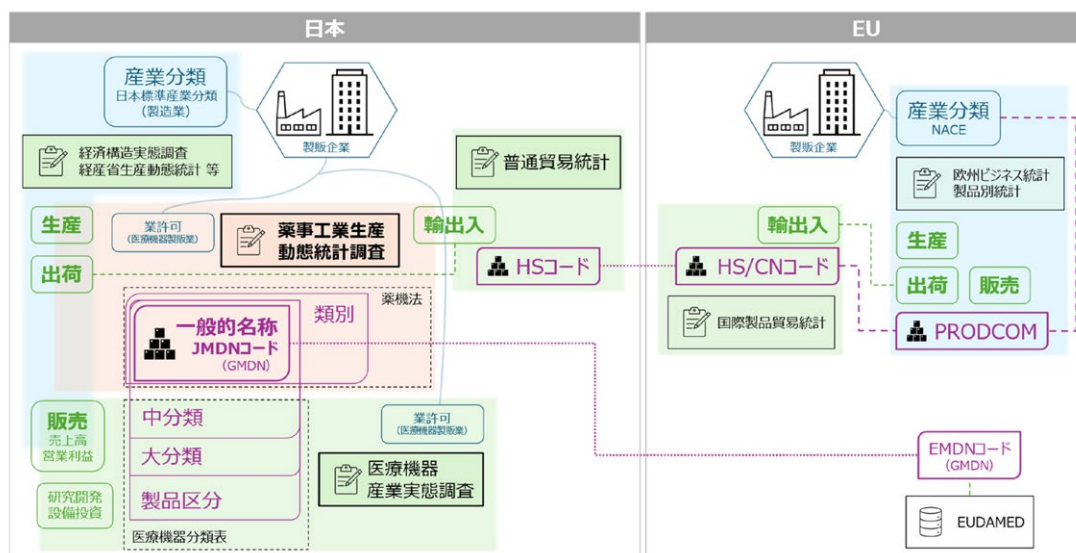 日本
産業分類
日本標準産業分類
(製造業)
製販企業
経済構造実態調査
経産省生産動態統計 等
普通貿易統計
生産
業許可
(医療機器製販業)
薬事工業生産
動態統計調査
輸出入
出荷
HSコード
薬機法
一般的名称
JMDNコード
(GMDN)
類別
中分類
大分類
製品区分
医療機器分類表
販売
売上高
営業利益
研究開発
設備投資
業許可
(医療機器製販業)
医療機器
産業実態調査
EU
製販企業
産業分類
NACE
欧州ビジネス統計
製品別統計
輸出入
生産
HS/CNコード
出荷
販売
国際製品貿易統計
PRODCOM
EMDNコード
(GMDN)
EUDAMED